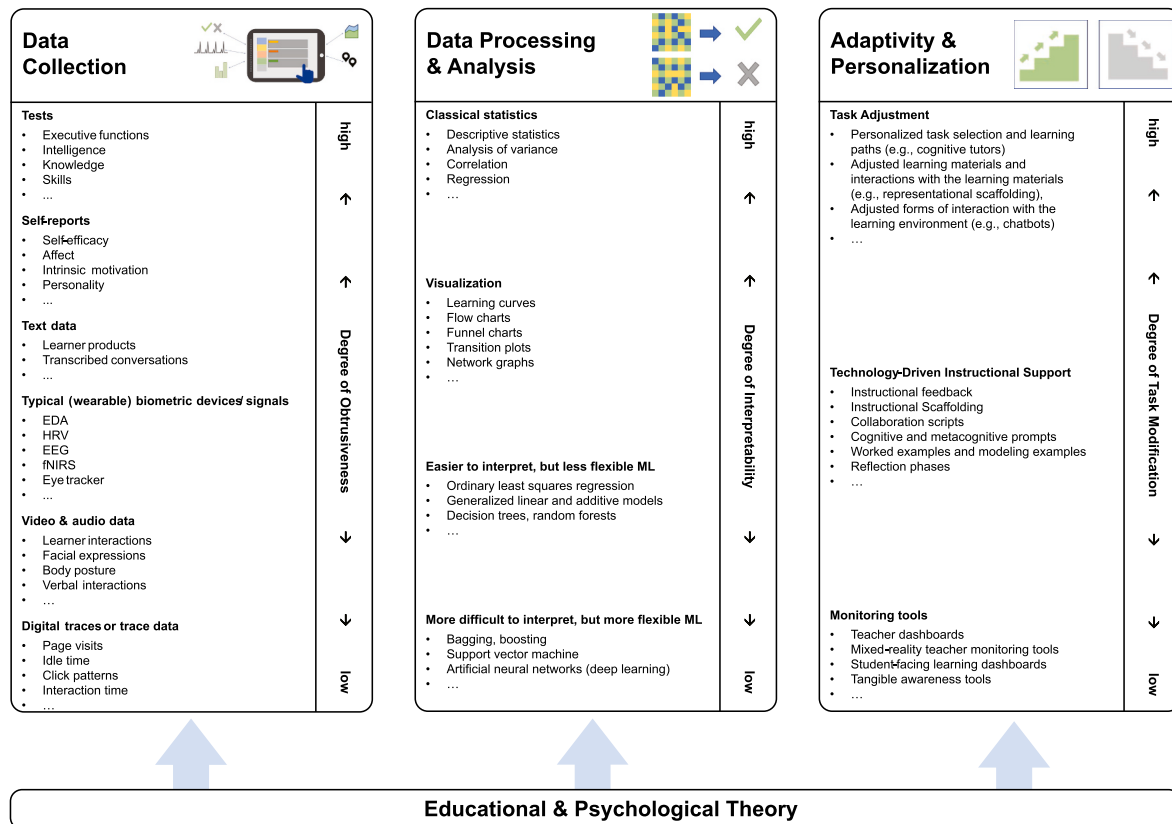 Data
Collection
Tests
• Executive functions
• Intelligence
• Knowledge
• Skills
• ...
Self-reports
• Self-efficacy
• Affect
• Intrinsic motivation
• Personality
• ...
Text data
• Learner products
• Transcribed conversations
• ...
Typical (wearable) biometric devices/ signals
• EDA
• HRV
• EEG
• fNIRS
• Eye tracker
• ...
Video & audio data
• Learner interactions
• Facial expressions
• Body posture
• Verbal interactions
• …
Digital traces or trace data
• Page visits
• Idle time
• Click patterns
• Interaction time
• …
high
↑
↑
Degree of Obtrusiveness
↓
↓
low
Data Processing
& Analysis
Classical statistics
• Descriptive statistics
• Analysis of variance
• Correlation
• Regression
• …
Visualization
• Learning curves
• Flow charts
• Funnel charts
• Transition plots
• Network graphs
• …
Easier to interpret, but less flexible ML
• Ordinary least squares regression
• Generalized linear and additive models
• Decision trees, random forests
• …
More difficult to interpret, but more flexible ML
• Bagging, boosting
• Support vector machine
• Artificial neural networks (deep learning)
• …
high
↑
↑
Degree of Interpretability
↓
↓
low
Adaptivity &
Personalization
Task Adjustment
• Personalized task selection and learning
paths (e.g., cognitive tutors)
• Adjusted learning materials and
interactions with the learning materials
(e.g., representational scaffolding),
• Adjusted forms of interaction with the
learning environment (e.g., chatbots)
• …
Technology-Driven Instructional Support
• Instructional feedback
• Instructional Scaffolding
• Collaboration scripts
• Cognitive and metacognitive prompts
• Worked examples and modeling examples
• Reflection phases
• …
Monitoring tools
• Teacher dashboards
• Mixed-reality teacher monitoring tools
• Student-facing learning dashboards
• Tangible awareness tools
• …
high
↑
↑
Degree of Task Modification
↓
↓
low
Educational & Psychological Theory